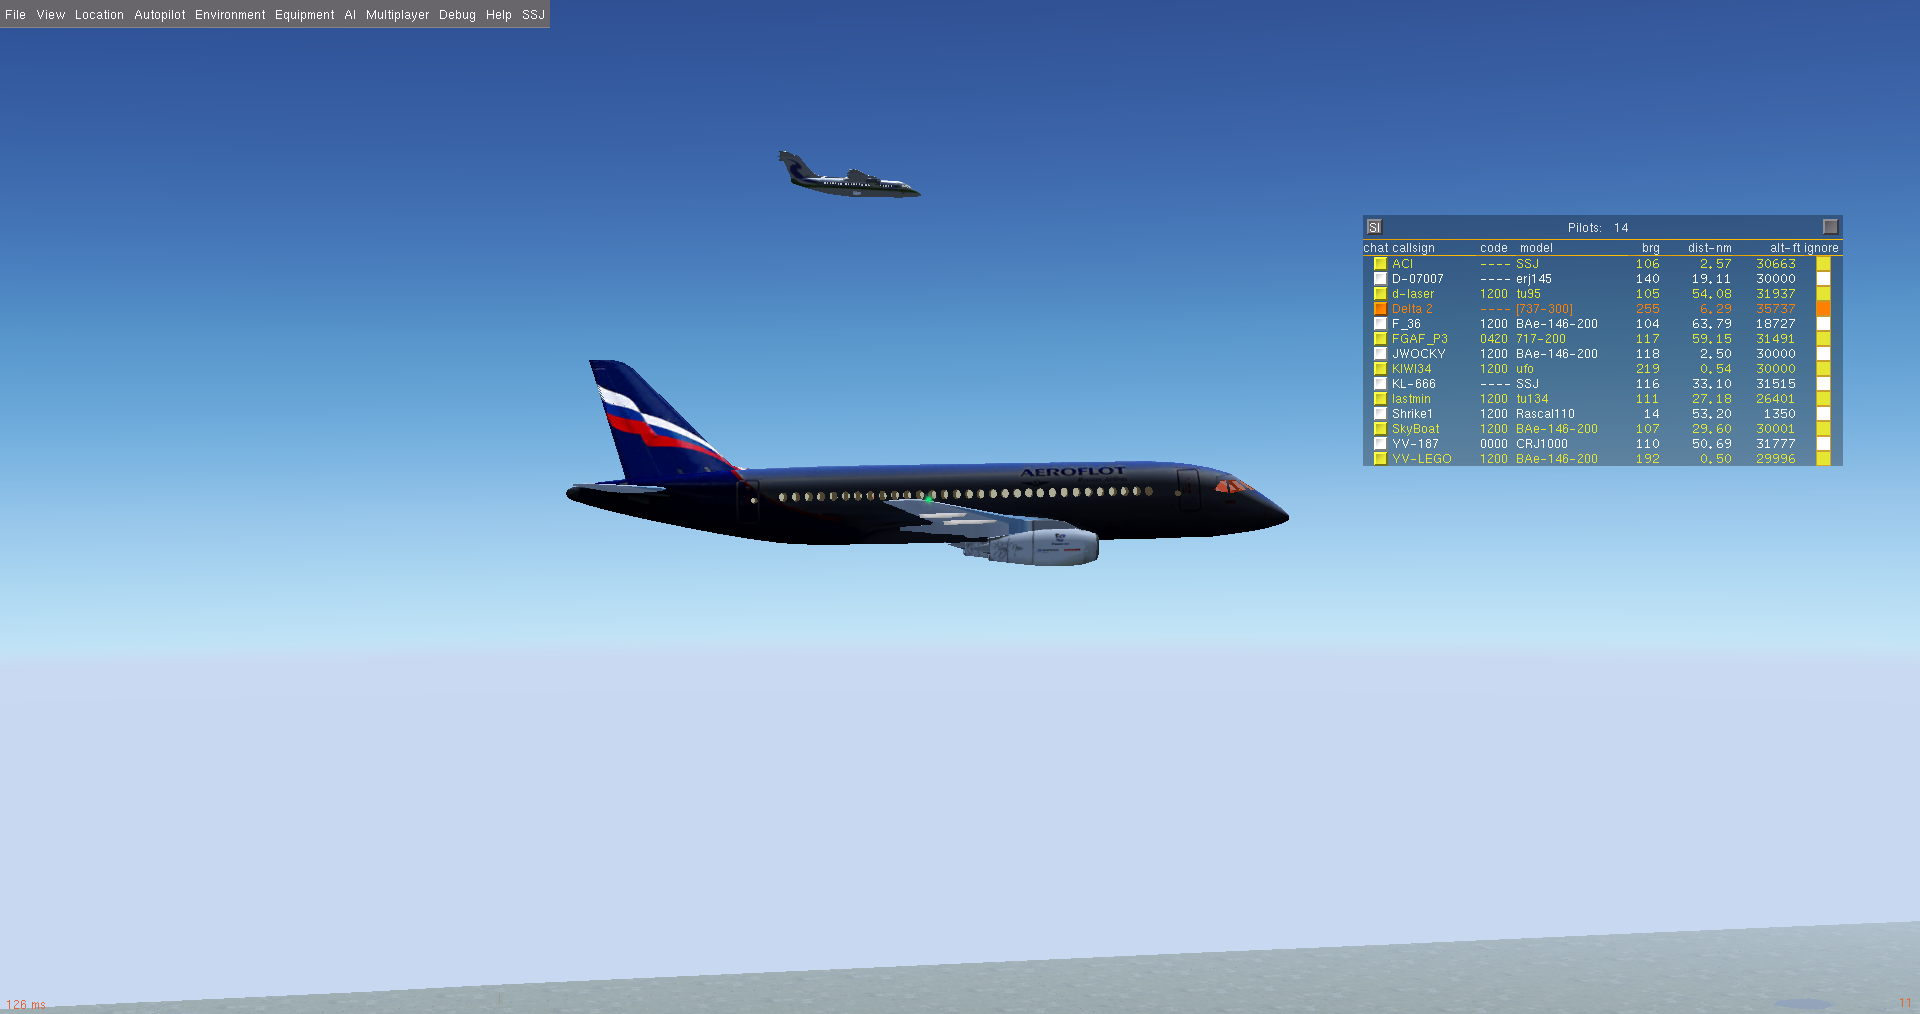 File View Location Autopilot Environment Equipment AI Multiplayer Debug Help SSJ
SI Pilots: 14
chat callsign code model brg dist-nm alt-ft ignore
ACI ---- SSJ 106 2.57 30663
D-07007 ---- erj145 140 19.11 30000
d-laser 1200 tu95 105 54.08 31937
Delta 2 ---- [737-300] 255 6.29 35737
F_36 1200 BAe-146-200 104 63.79 18727
FGAF_P3 0420 717-200 117 59.15 31491
JWOCKY 1200 BAe-146-200 118 2.50 30000
KIWI34 1200 ufo 219 0.54 30000
KL-666 ---- SSJ 116 33.10 31515
lastmin 1200 tu134 111 27.18 26401
Shrike1 1200 Rascal110 14 53.20 1350
SkyBoat 1200 BAe-146-200 107 29.60 30001
YV-187 0000 CRJ1000 110 50.69 31777
YV-LEGO 1200 BAe-146-200 192 0.50 29996
AEROFLOT
126 ms
11